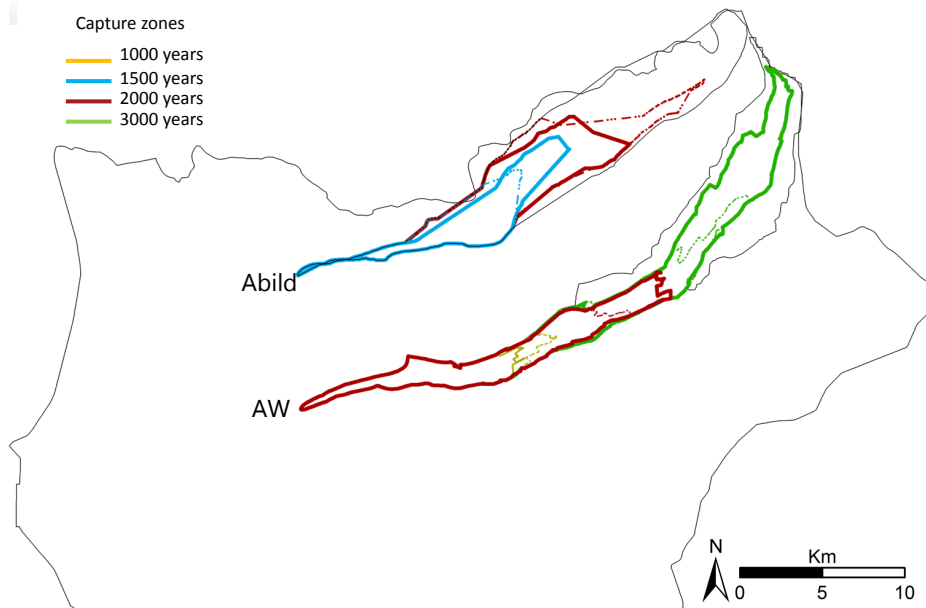 Capture zones
1000 years
1500 years
2000 years
3000 years
Abild
AW
N
Km
0 5 10